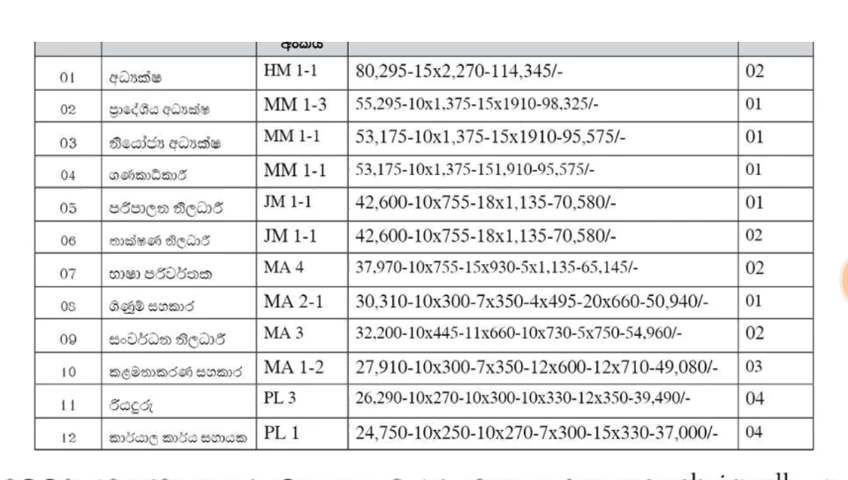 අංකය
01 අධ්‍යක්ෂ HM 1-1 80,295-15x2,270-114,345/- 02
02 ප්‍රාදේශීය අධ්‍යක්ෂ MM 1-3 55,295-10x1,375-15x1910-98,325/- 01
03 නියෝජ්‍ය අධ්‍යක්ෂ MM 1-1 53,175-10x1,375-15x1910-95,575/- 01
04 ගණකාධිකාරී MM 1-1 53,175-10x1,375-151,910-95,575/- 01
05 පරිපාලන නිලධාරී JM 1-1 42,600-10x755-18x1,135-70,580/- 01
06 තාක්ෂණ නිලධාරී JM 1-1 42,600-10x755-18x1,135-70,580/- 02
07 භාෂා පරිවර්තක MA 4 37,970-10x755-15x930-5x1,135-65,145/- 02
08 ගිණුම් සහකාර MA 2-1 30,310-10x300-7x350-4x495-20x660-50,940/- 01
09 සංවර්ධන නිලධාරී MA 3 32,200-10x445-11x660-10x730-5x750-54,960/- 02
10 කළමනාකරණ සහකාර MA 1-2 27,910-10x300-7x350-12x600-12x710-49,080/- 03
11 රියදුරු PL 3 26,290-10x270-10x300-10x330-12x350-39,490/- 04
12 කාර්යාල කාර්ය සහායක PL 1 24,750-10x250-10x270-7x300-15x330-37,000/- 04